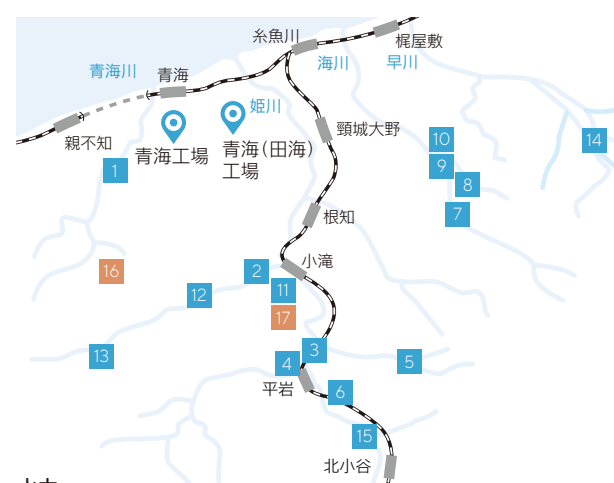 糸魚川
梶屋敷
海川
早川
青海川
青海
姫川
親不知
青海工場
青海（田海）
工場
頸城大野
10
14
9
1
8
7
根知
小滝
16
2
11
12
17
13
3
4
5
平岩
6
15
北小谷